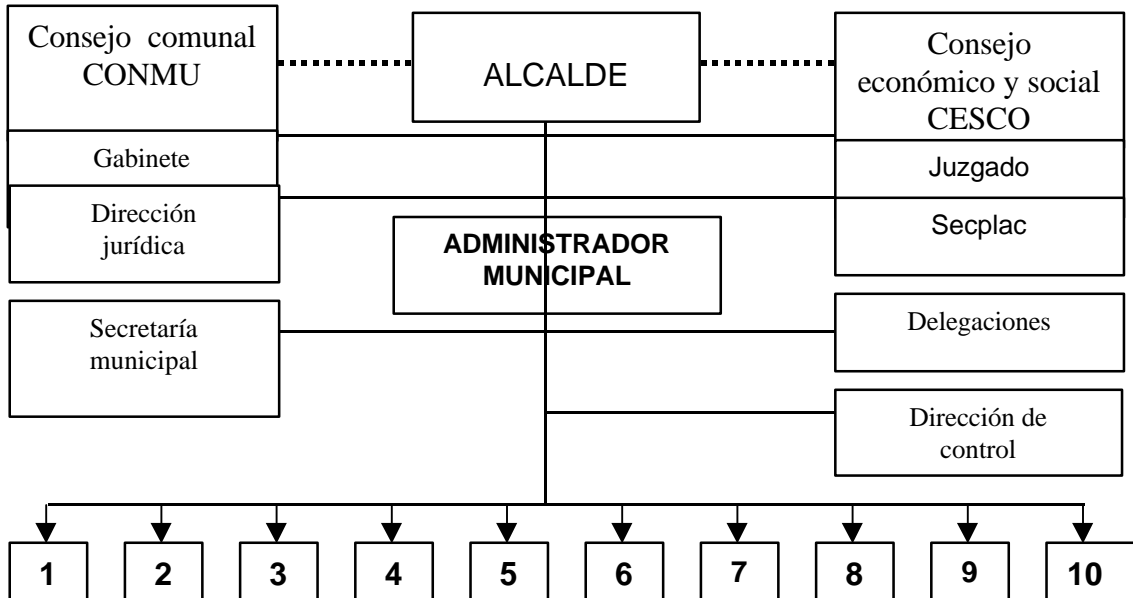 Consejo comunal
CONMU
ALCALDE
Consejo
económico y social
CESCO
Gabinete
Juzgado
Dirección
jurídica
Secplac
ADMINISTRADOR
MUNICIPAL
Secretaría
municipal
Delegaciones
Dirección de
control
1 2 3 4 5 6 7 8 9 10